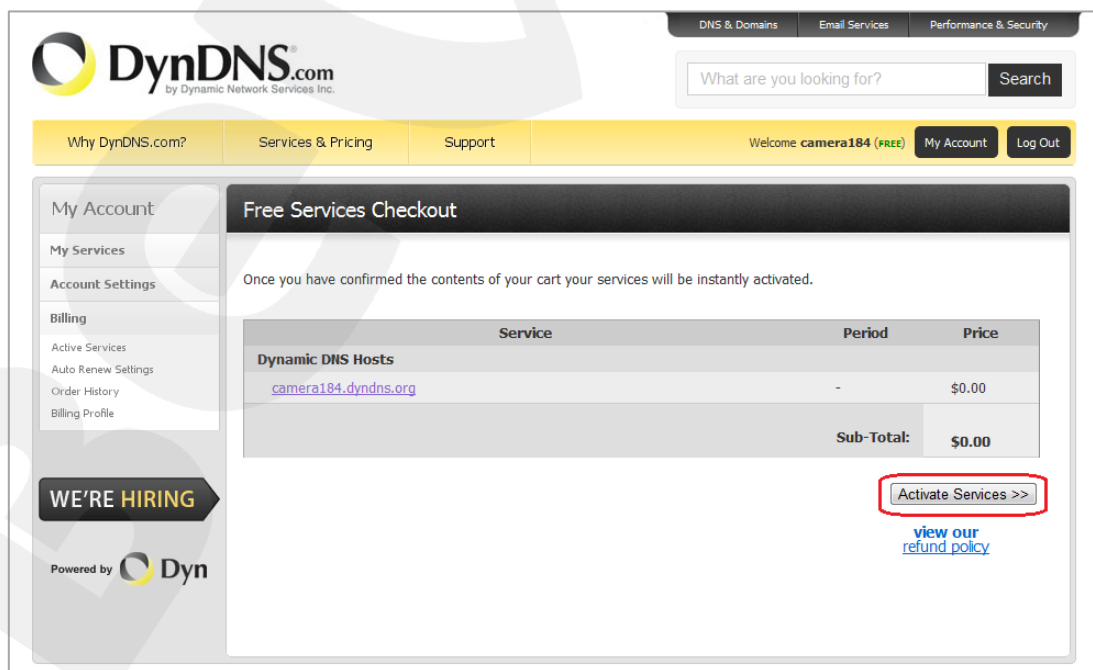 DNS & Domains Email Services Performance & Security
DynDNS.com
by Dynamic Network Services Inc.
What are you looking for? Search
Why DynDNS.com? Services & Pricing Support Welcome camera184 (FREE) My Account Log Out
My Account
My Services
Account Settings
Billing
Active Services
Auto Renew Settings
Order History
Billing Profile
WE'RE HIRING
Powered by Dyn
Free Services Checkout
Once you have confirmed the contents of your cart your services will be instantly activated.
Service Period Price
Dynamic DNS Hosts
camera184.dyndns.org - $0.00
Sub-Total: $0.00
Activate Services >>
view our
refund policy